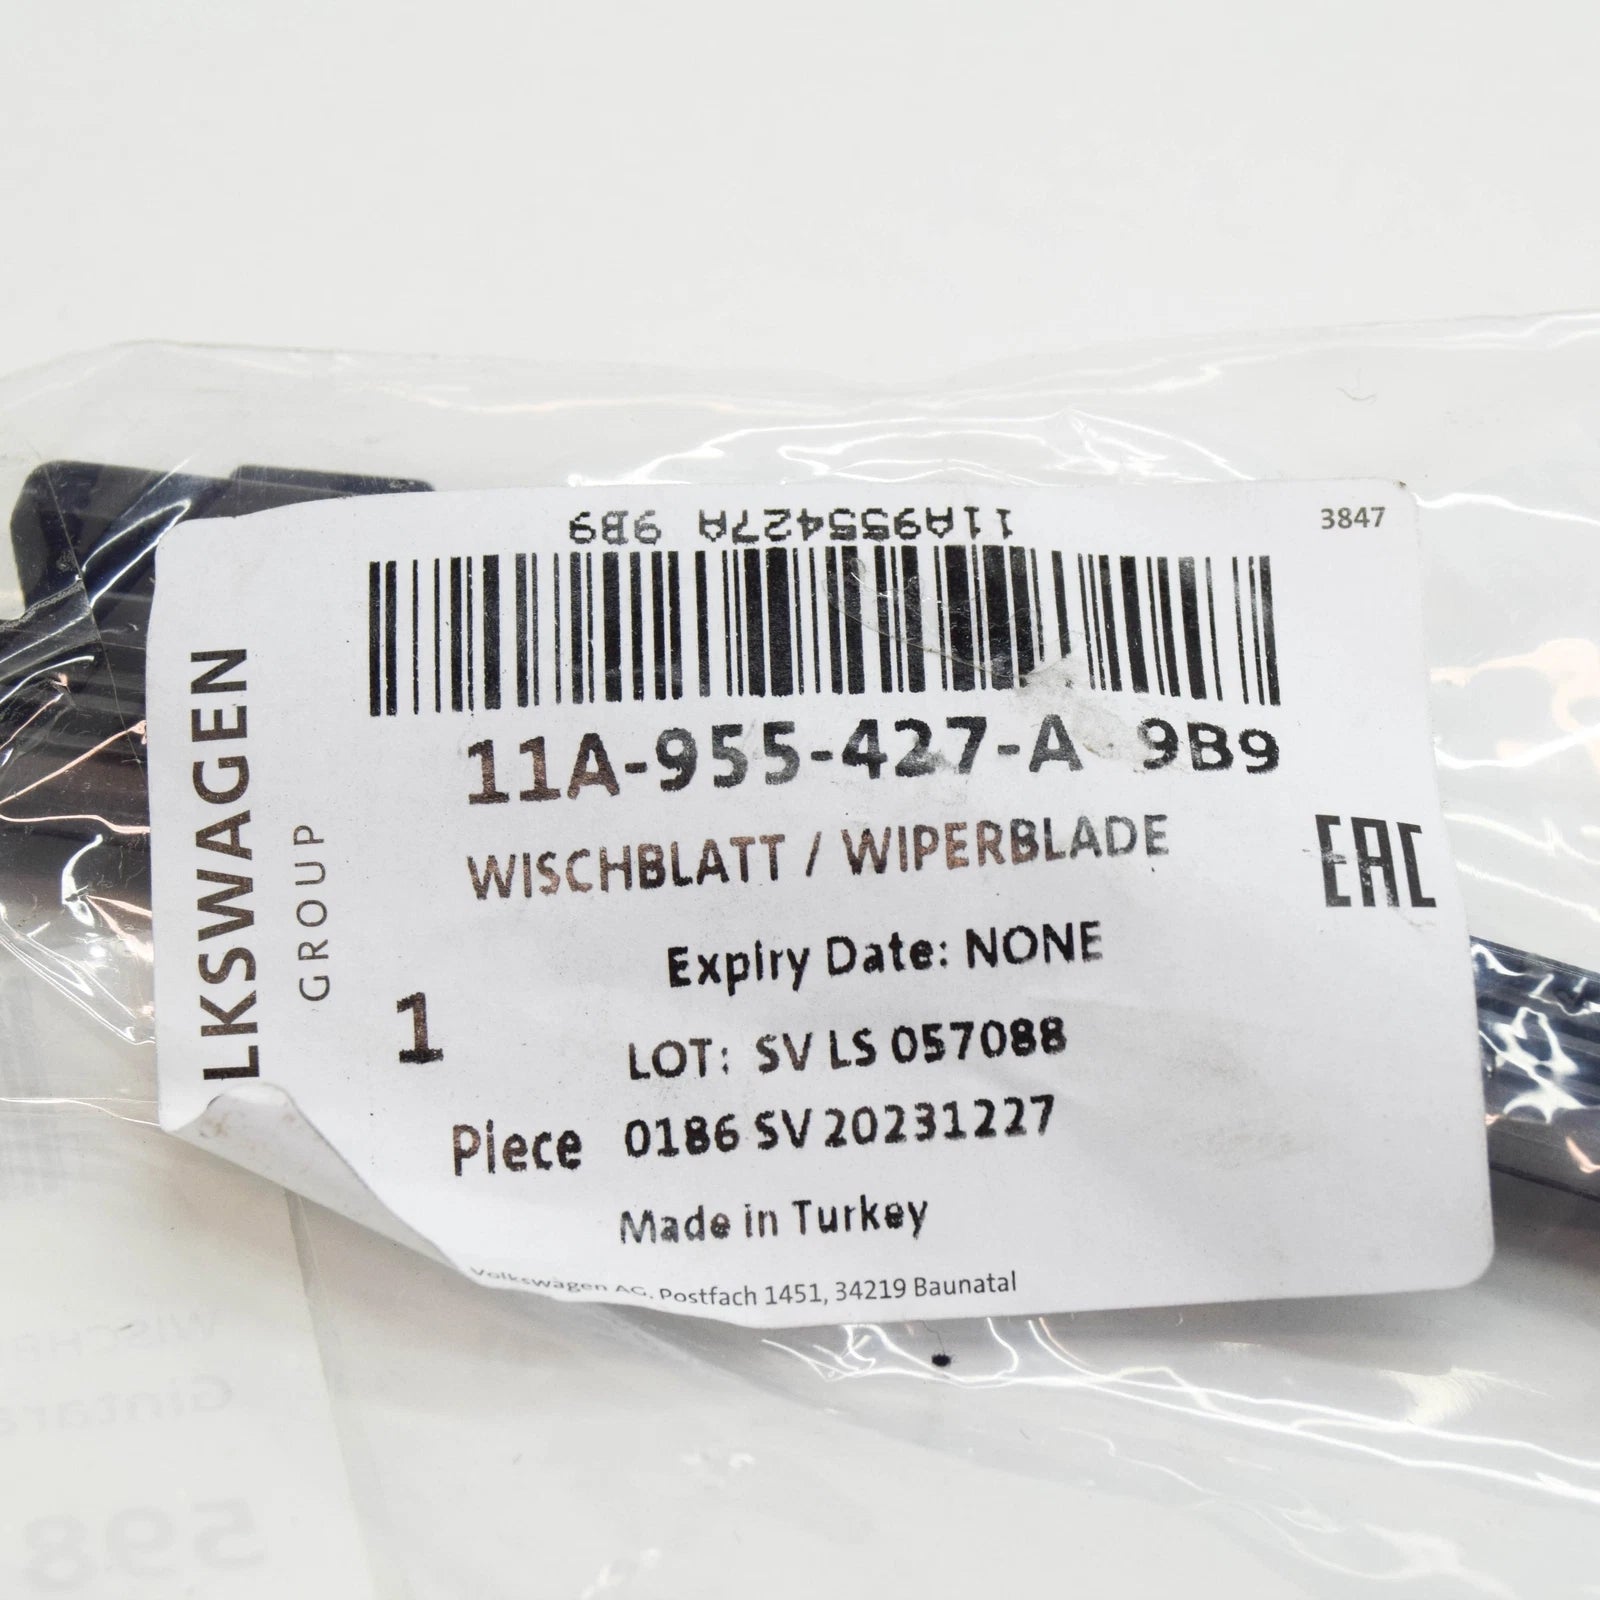 11A955427A 9B9
3847
11A-955-427-A 9B9
WISCHBLATT / WIPERBLADE
EAC
Expiry Date: NONE
1
LOT: SV LS 057088
Piece 0186 SV 20231227
Made in Turkey
Volkswagen AG, Postfach 1451, 34219 Baunatal
LKSWAGEN
GROUP
598